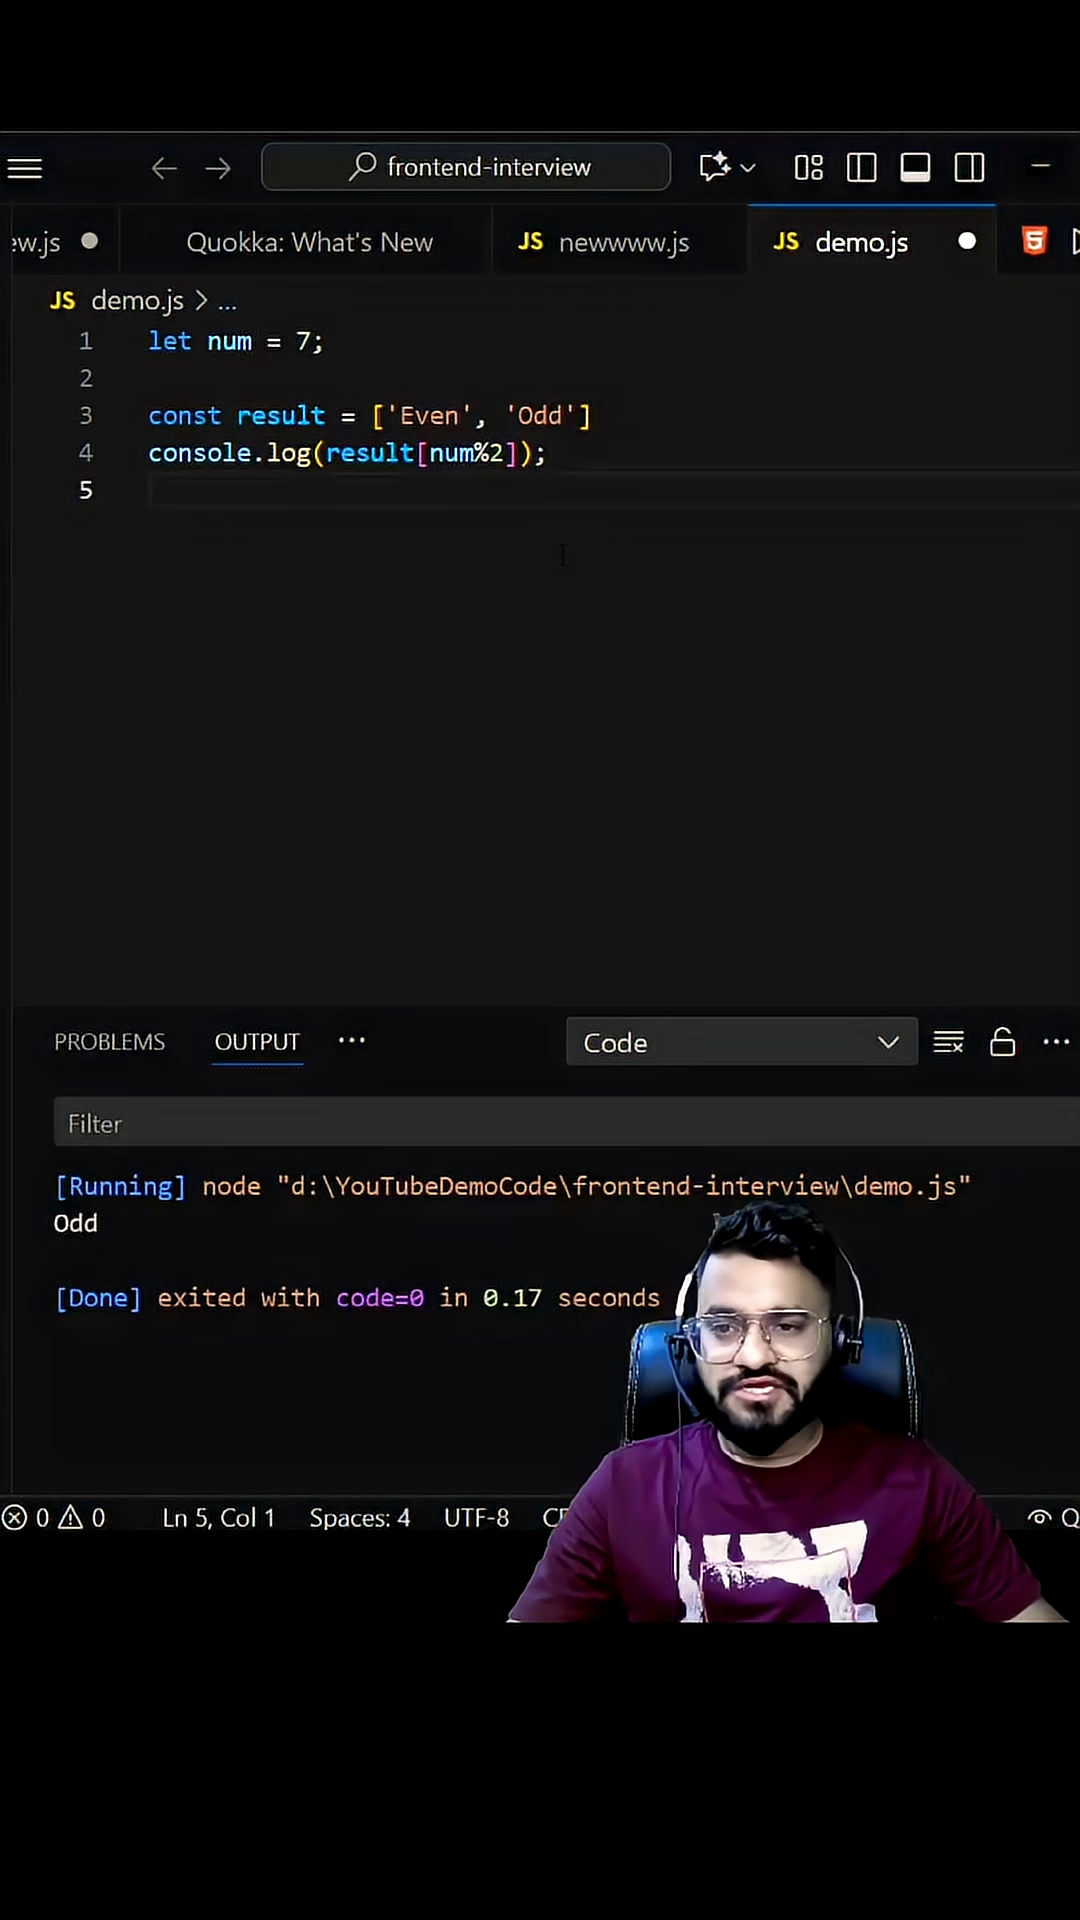 frontend-interview
ew.js
Quokka: What's New
JS newwww.js
JS demo.js
JS demo.js > ...
1 let num = 7;
2
3 const result = ['Even', 'Odd']
4 console.log(result[num%2]);
5
PROBLEMS
OUTPUT
...
Code
...
Filter
[Running] node "d:\YouTubeDemoCode\frontend-interview\demo.js"
Odd
[Done] exited with code=0 in 0.17 seconds
0 0 Ln 5, Col 1 Spaces: 4 UTF-8 Q